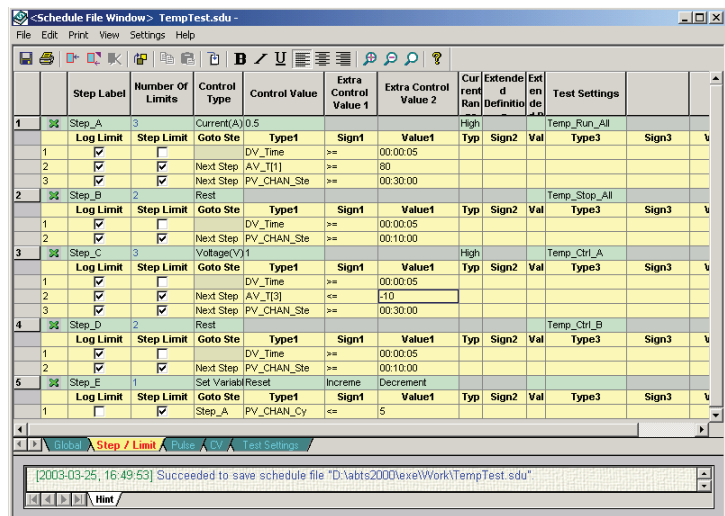 <Schedule File Window> TempTest.sdu -
File Edit Print View Settings Help
B I U
Step Label Number Of Limits Control Type Control Value Extra Control Value 1 Extra Control Value 2 Cur rent Ran Extende d Definitio Ext en de Test Settings
1 Step_A 3 Current(A) 0.5 High Temp_Run_All
Log Limit Step Limit Goto Ste Type1 Sign1 Value1 Typ Sign2 Val Type3 Sign3 V
1 DV_Time >= 00:00:05
2 Next Step AV_T[1] >= 80
3 Next Step PV_CHAN_Ste >= 00:30:00
2 Step_B 2 Rest Temp_Stop_All
Log Limit Step Limit Goto Ste Type1 Sign1 Value1 Typ Sign2 Val Type3 Sign3 V
1 DV_Time >= 00:00:05
2 Next Step PV_CHAN_Ste >= 00:10:00
3 Step_C 3 Voltage(V) 1 High Temp_Ctrl_A
Log Limit Step Limit Goto Ste Type1 Sign1 Value1 Typ Sign2 Val Type3 Sign3 V
1 DV_Time >= 00:00:05
2 Next Step AV_T[3] <= -10
3 Next Step PV_CHAN_Ste >= 00:30:00
4 Step_D 2 Rest Temp_Ctrl_B
Log Limit Step Limit Goto Ste Type1 Sign1 Value1 Typ Sign2 Val Type3 Sign3 V
1 DV_Time >= 00:00:05
2 Next Step PV_CHAN_Ste >= 00:10:00
5 Step_E 1 Set Variabl Reset Increme Decrement
Log Limit Step Limit Goto Ste Type1 Sign1 Value1 Typ Sign2 Val Type3 Sign3 V
1 Step_A PV_CHAN_Cy <= 5
Global Step / Limit Pulse CV Test Settings
[2003-03-25, 16:49:53] Succeeded to save schedule file "D:\abts2000\exe\Work\TempTest.sdu".
Hint